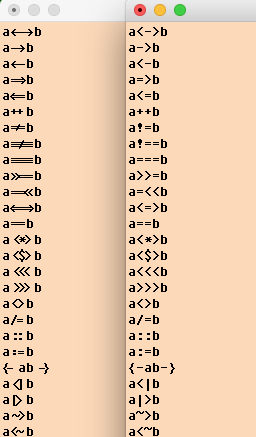 a⟷b
a→b
a←b
a⇒b
a⇐b
a++b
a≠b
a≢b
a≡b
a>>=b
a=<<b
a⟺b
a==b
a <*> b
a <$> b
a <<< b
a >>> b
a<>b
a/=b
a::b
a:=b
{- ab -}
a<|b
a|>b
a~>b
a<~b
a<->b
a->b
a<-b
a=>b
a<=b
a++b
a!=b
a!==b
a===b
a>>=b
a=<<b
a<=>b
a==b
a<*>b
a<$>b
a<<<b
a>>>b
a<>b
a/=b
a::b
a:=b
{-ab-}
a<|b
a|>b
a~>b
a<~b